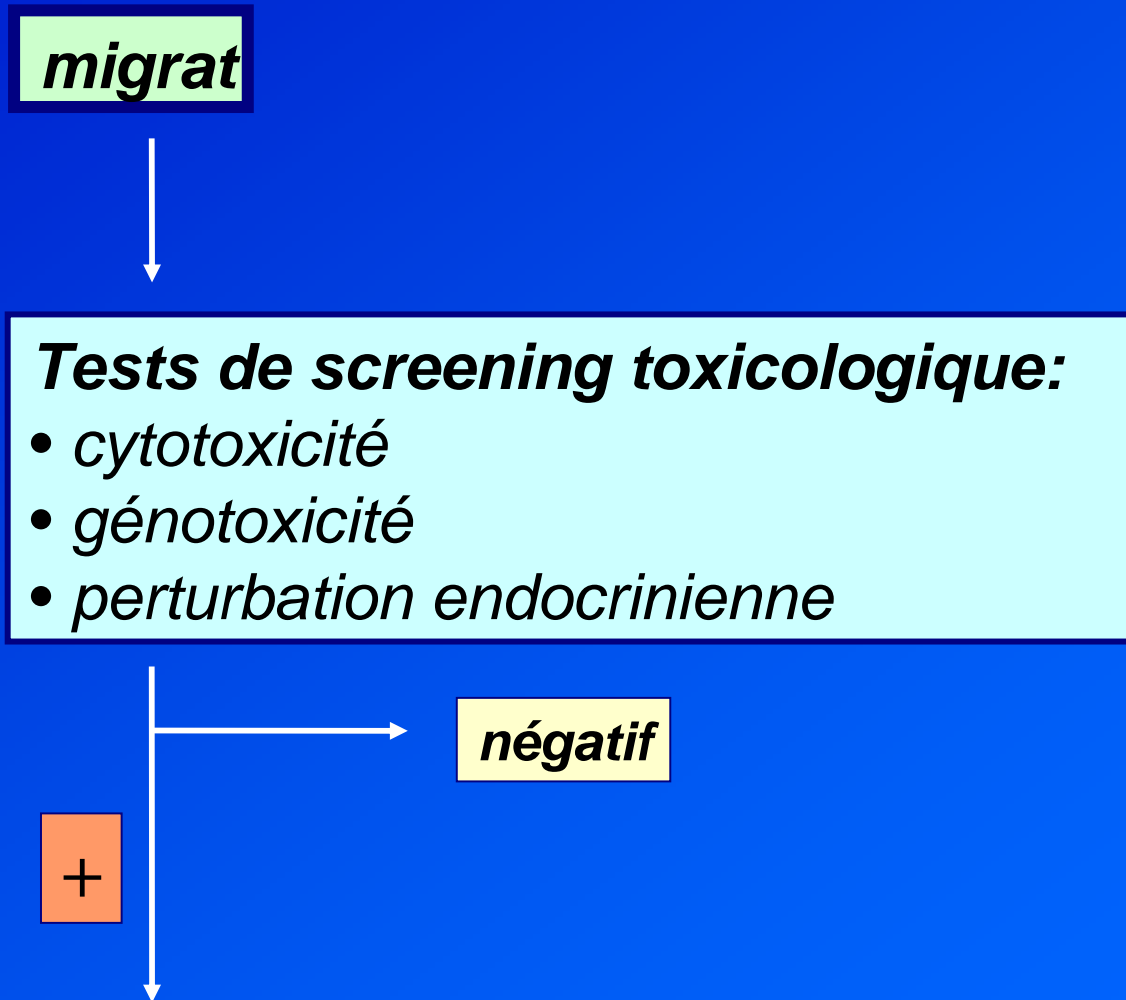 migrat
Tests de screening toxicologique:
• cytotoxicité
• génotoxicité
• perturbation endocrinienne
négatif
+